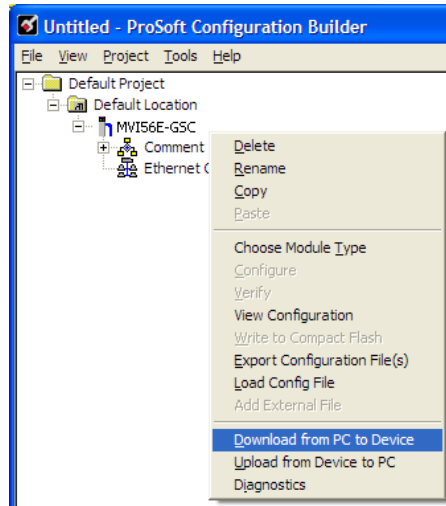 Untitled - ProSoft Configuration Builder
File View Project Tools Help
Default Project
Default Location
MVI56E-GSC
Comment
Ethernet
Delete
Rename
Copy
Paste
Choose Module Type
Configure
Verify
View Configuration
Write to Compact Flash
Export Configuration File(s)
Load Config File
Add External File
Download from PC to Device
Upload from Device to PC
Diagnostics